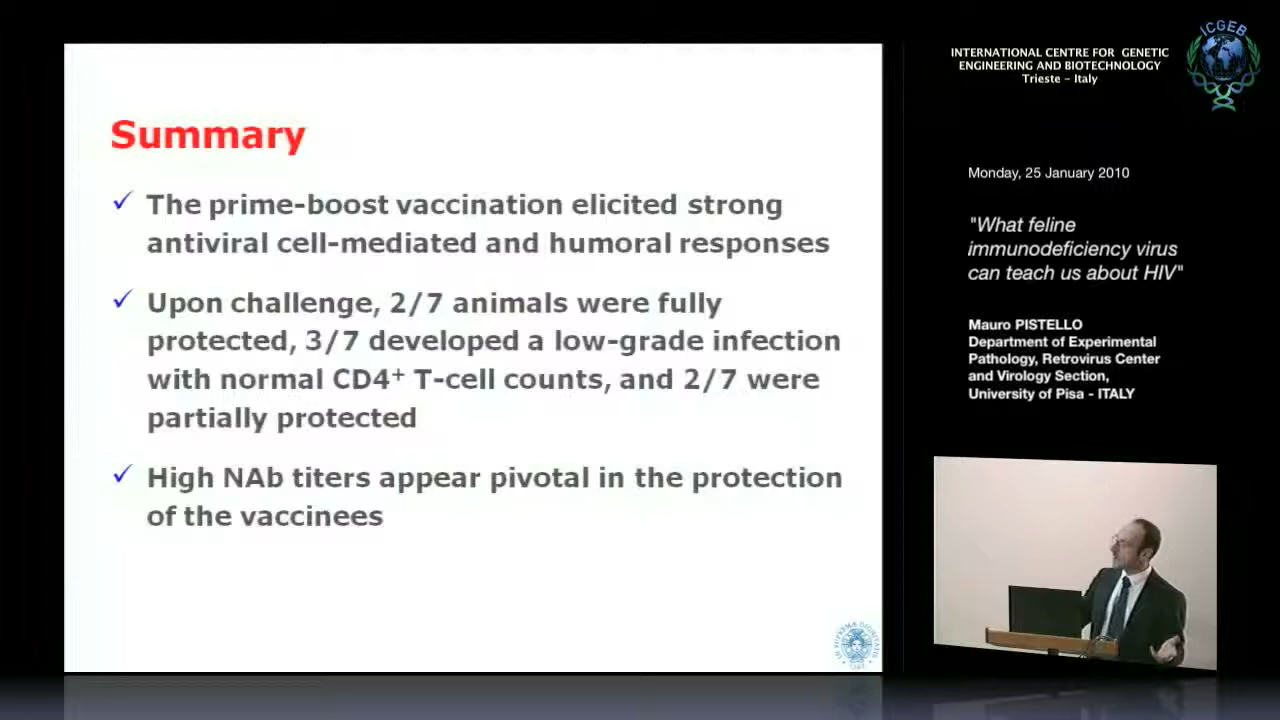 Summary
✓ The prime-boost vaccination elicited strong
antiviral cell-mediated and humoral responses
✓ Upon challenge, 2/7 animals were fully
protected, 3/7 developed a low-grade infection
with normal CD4⁺ T-cell counts, and 2/7 were
partially protected
✓ High NAb titers appear pivotal in the protection
of the vaccinees
INTERNATIONAL CENTRE FOR GENETIC
ENGINEERING AND BIOTECHNOLOGY
Trieste – Italy
ICGEB
Monday, 25 January 2010
"What feline
immunodeficiency virus
can teach us about HIV"
Mauro PISTELLO
Department of Experimental
Pathology, Retrovirus Center
and Virology Section,
University of Pisa - ITALY